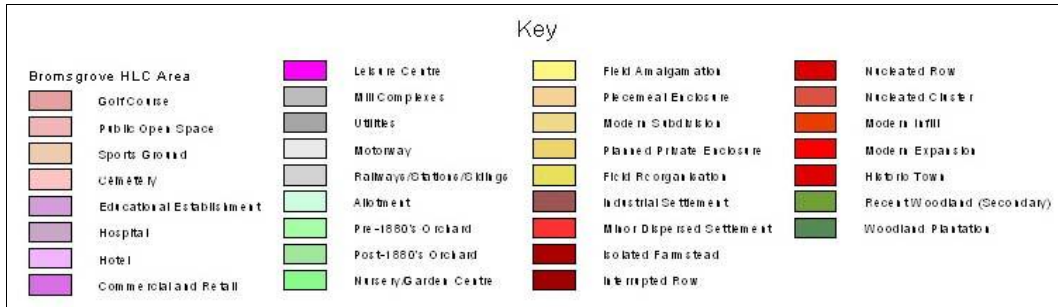 Key
Bromsgrove HLC Area
Golf Course
Public Open Space
Sports Ground
Cemetery
Educational Establishment
Hospital
Hotel
Commercial and Retail
Leisure Centre
Mill Complexes
Utilities
Motorway
Railways/Stations/Sidings
Allotment
Pre-1880's Orchard
Post-1880's Orchard
Nursery/Garden Centre
Field Amalgamation
Piecemeal Enclosure
Modern Subdivision
Planned Private Enclosure
Field Reorganisation
Industrial Settlement
Minor Dispersed Settlement
Isolated Farmstead
Interrupted Row
Nucleated Row
Nucleated Cluster
Modern Infill
Modern Expansion
Historic Town
Recent Woodland (Secondary)
Woodland Plantation